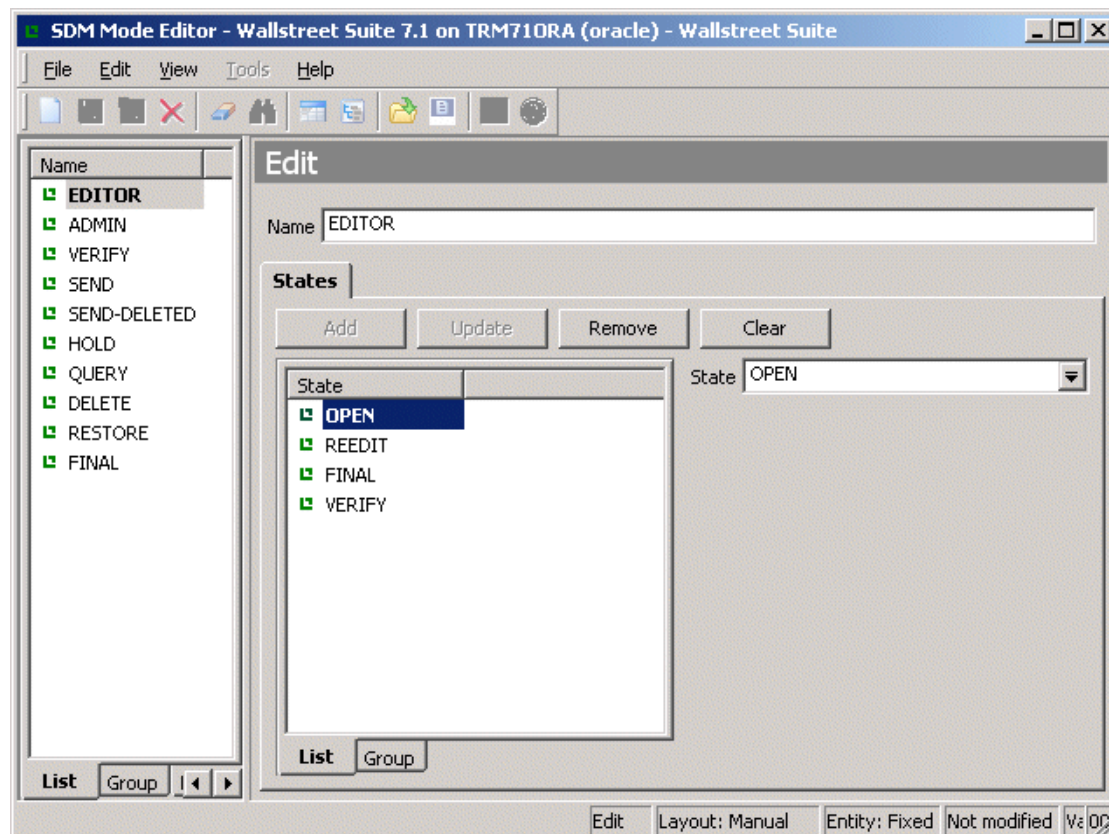 SDM Mode Editor - Wallstreet Suite 7.1 on TRM71ORA (oracle) - Wallstreet Suite
File Edit View Tools Help
Name
EDITOR
ADMIN
VERIFY
SEND
SEND-DELETED
HOLD
QUERY
DELETE
RESTORE
FINAL
List Group
Edit
Name EDITOR
States
Add Update Remove Clear
State
OPEN
REEDIT
FINAL
VERIFY
List Group
State OPEN
Edit Layout: Manual Entity: Fixed Not modified